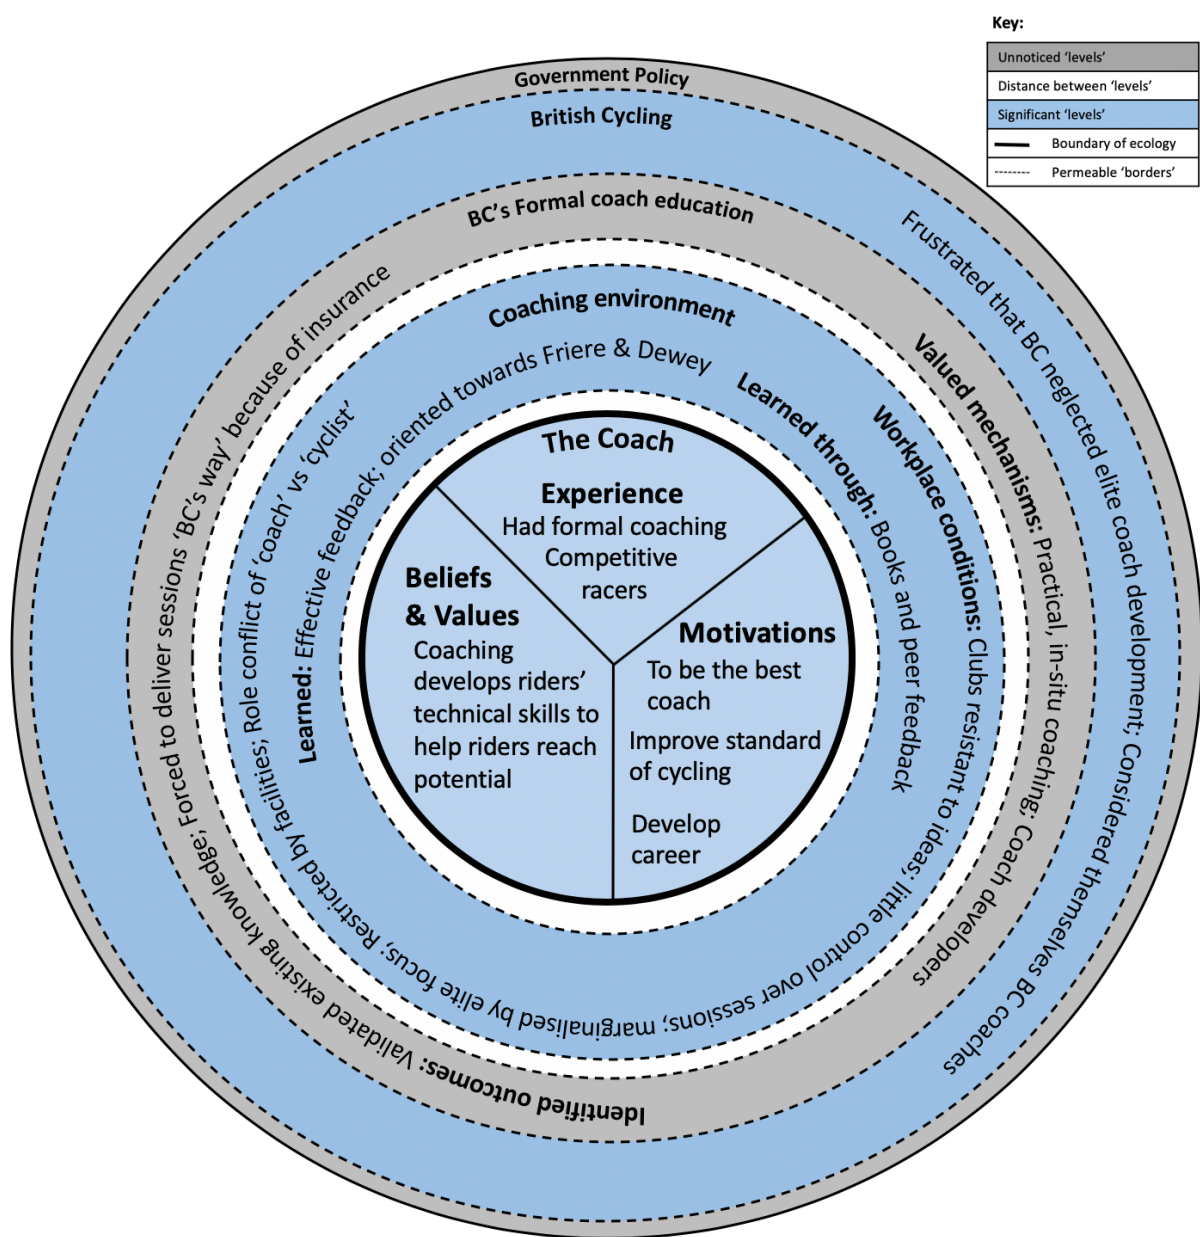 Key:
Unnoticed ‘levels’
Distance between ‘levels’
Significant ‘levels’
Boundary of ecology
Permeable ‘borders’
Government Policy
British Cycling
Frustrated that BC neglected elite coach development; Considered themselves BC coaches
BC’s Formal coach education
Valued mechanisms: Practical, in-situ coaching; Coach developers
Identified outcomes: Validated existing knowledge; Forced to deliver sessions ‘BC’s way’ because of insurance
Coaching environment
Workplace conditions: Clubs resistant to ideas; little control over sessions; marginalised by elite focus; Restricted by facilities; Role conflict of ‘coach’ vs ‘cyclist’
Learned through: Books and peer feedback
Learned: Effective feedback; oriented towards Friere & Dewey
The Coach
Experience
Had formal coaching
Competitive
racers
Beliefs
& Values
Coaching
develops riders’
technical skills to
help riders reach
potential
Motivations
To be the best
coach
Improve standard
of cycling
Develop
career